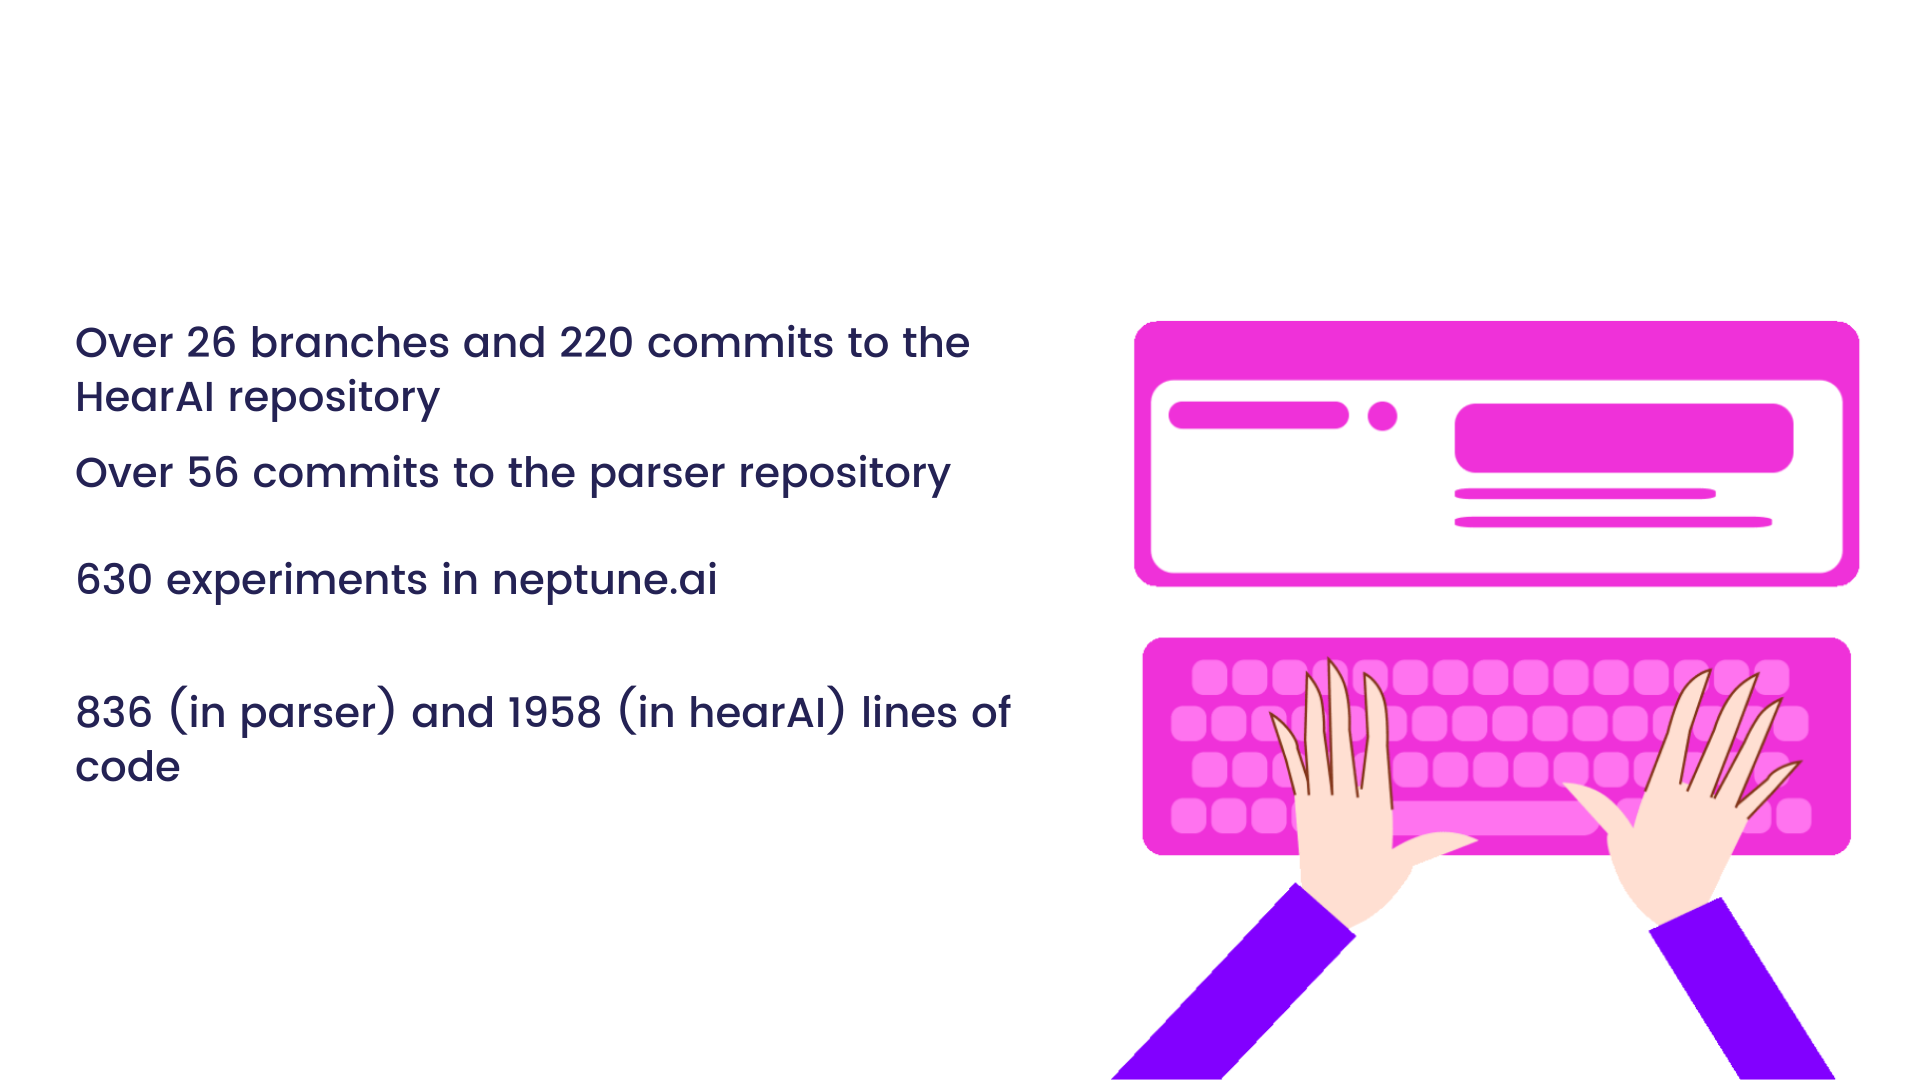 Over 26 branches and 220 commits to the
HearAI repository
Over 56 commits to the parser repository
630 experiments in neptune.ai
836 (in parser) and 1958 (in hearAI) lines of
code